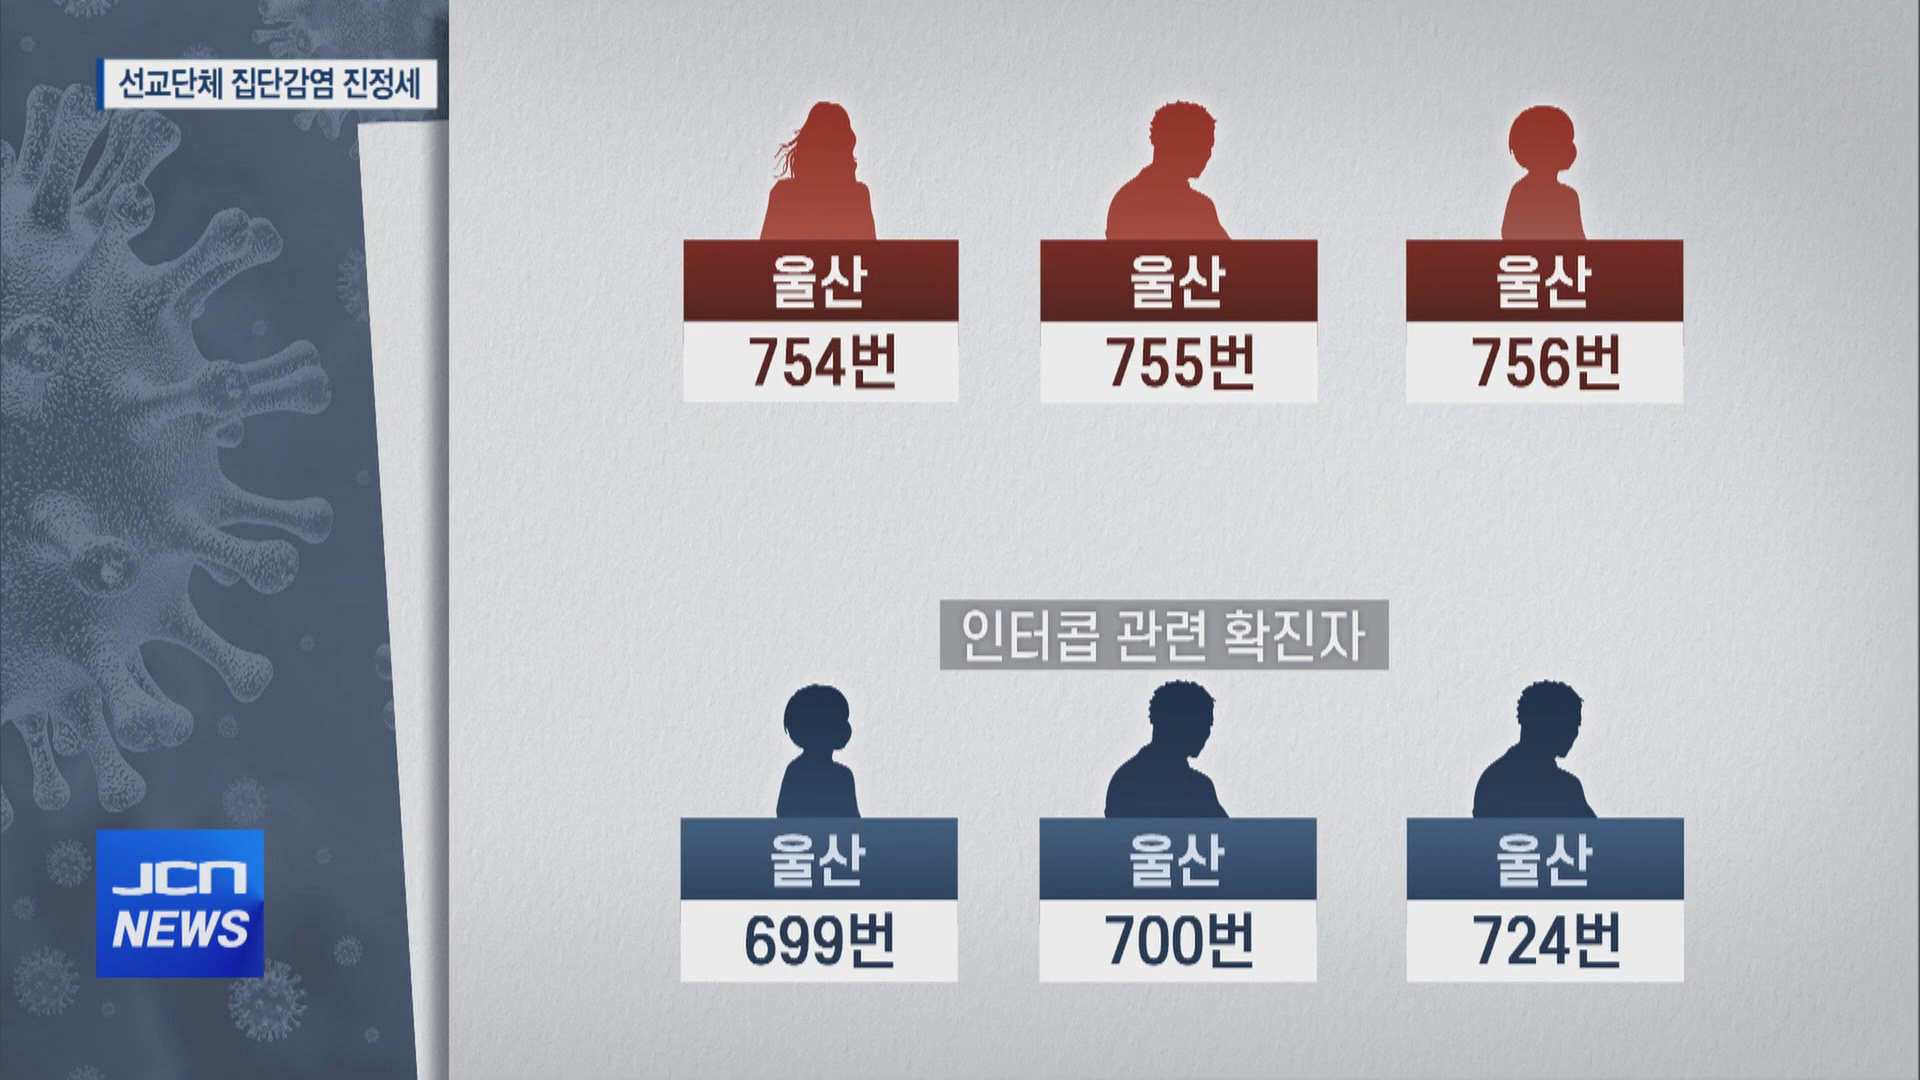 선교단체 집단감염 진정세
울산
754번
울산
755번
울산
756번
인터콥 관련 확진자
울산
699번
울산
700번
울산
724번
JCN
NEWS